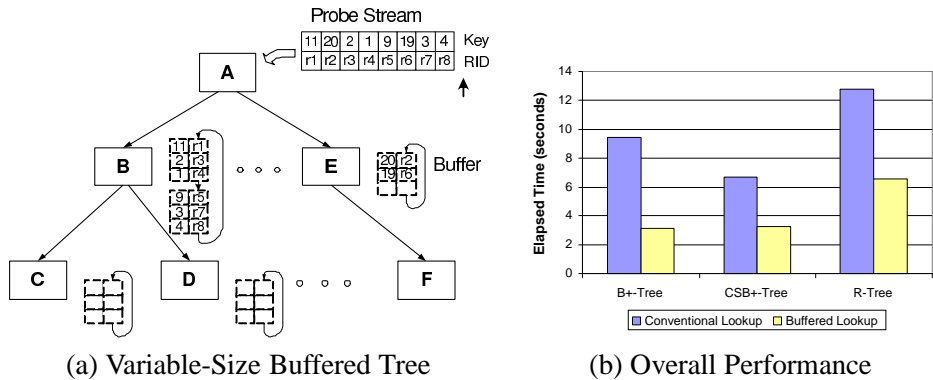 Probe Stream
11 20 2 1 9 19 3 4 Key
r1 r2 r3 r4 r5 r6 r7 r8 RID
A
B
11 r1
2 r3
1 r4
9 r5
3 r7
4 r8
E
20 r2
19 r6
Buffer
C
D
F
(a) Variable-Size Buffered Tree
Elapsed Time (seconds)
14
12
10
8
6
4
2
0
B+-Tree CSB+-Tree R-Tree
Conventional Lookup Buffered Lookup
(b) Overall Performance